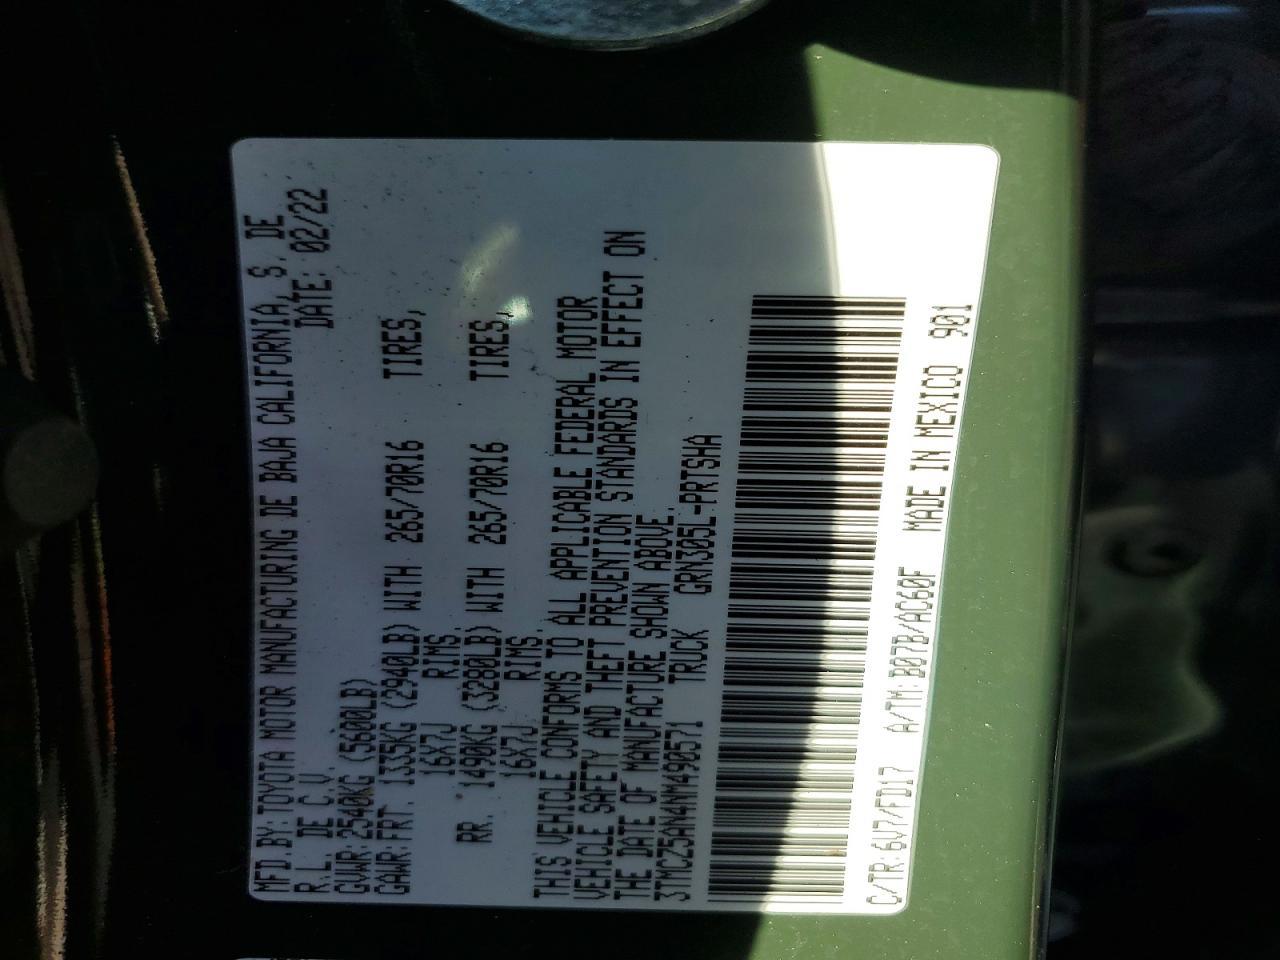 MFD.BY:TOYOTA MOTOR MANUFACTURING DE BAJA CALIFORNIA, S. DE
R.L. DE C.V. DATE: 02/22
GVWR:2540KG (5600LB)
GAWR:FRT. 1335KG (2940LB) WITH 265/70R16 TIRES,
16X7J RIMS,
RR. 1490KG (3280LB) WITH 265/70R16 TIRES,
16X7J RIMS,
THIS VEHICLE CONFORMS TO ALL APPLICABLE FEDERAL MOTOR
VEHICLE SAFETY AND THEFT PREVENTION STANDARDS IN EFFECT ON
THE DATE OF MANUFACTURE SHOWN ABOVE.
3TMCZ5AN4NM490571 TRUCK GRN305L-PRTSHA
C/TR:6V7/FD17 A/TM:B07B/AC60F MADE IN MEXICO 901